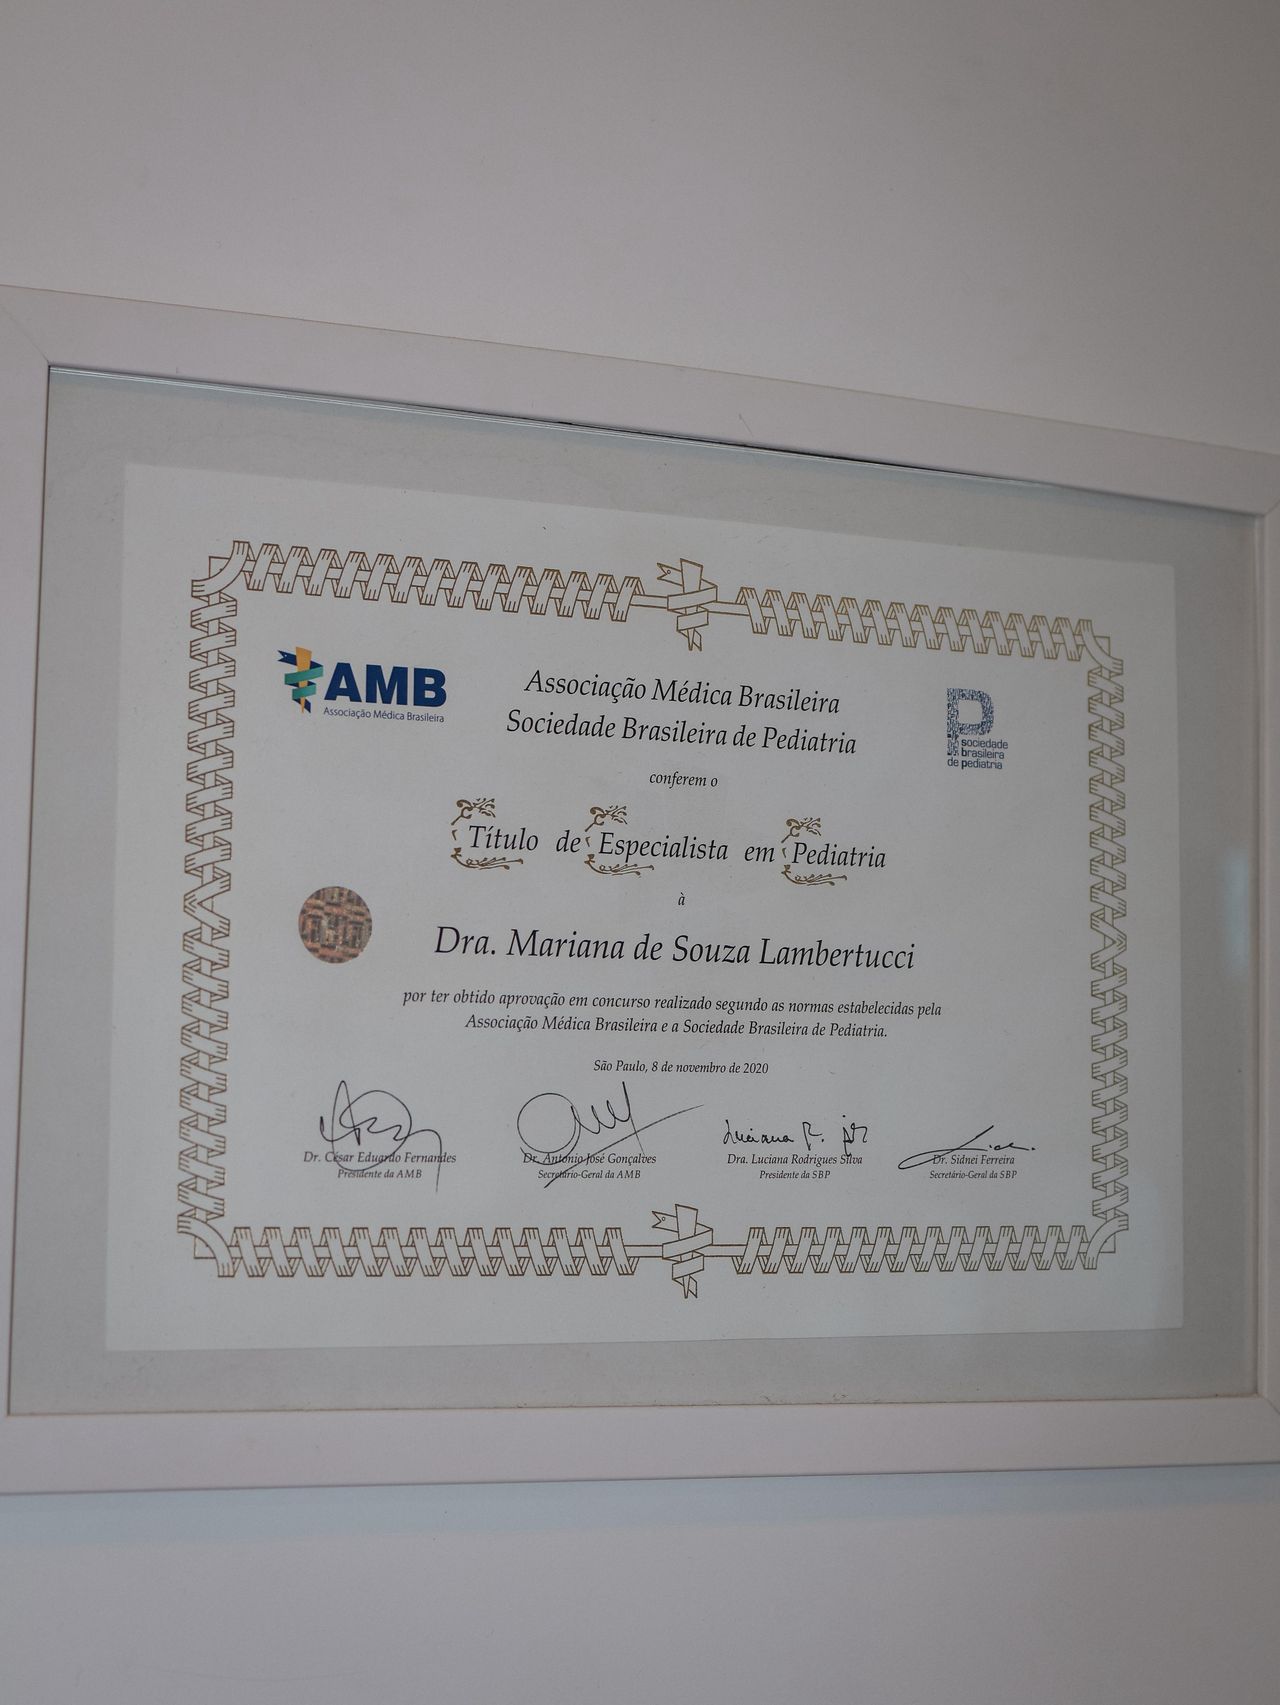 AMB
Associação Médica Brasileira
Associação Médica Brasileira
Sociedade Brasileira de Pediatria
sociedade
brasileira
de pediatria
conferem o
Título de Especialista em Pediatria
à
Dra. Mariana de Souza Lambertucci
por ter obtido aprovação em concurso realizado segundo as normas estabelecidas pela
Associação Médica Brasileira e a Sociedade Brasileira de Pediatria.
São Paulo, 8 de novembro de 2020
Dr. César Eduardo Fernandes
Presidente da AMB
Dr. Antônio José Gonçalves
Secretário-Geral da AMB
Luciana R.
Dra. Luciana Rodrigues Silva
Presidente da SBP
Dr. Sidnei Ferreira
Secretário-Geral da SBP